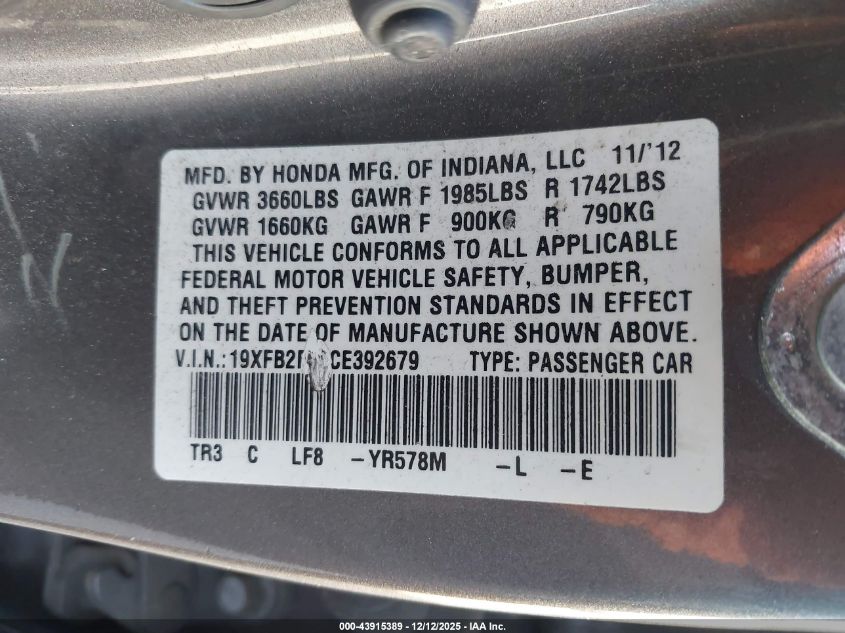 MFD. BY HONDA MFG. OF INDIANA, LLC 11/'12
GVWR 3660LBS GAWR F 1985LBS R 1742LBS
GVWR 1660KG GAWR F 900KG R 790KG
THIS VEHICLE CONFORMS TO ALL APPLICABLE
FEDERAL MOTOR VEHICLE SAFETY, BUMPER,
AND THEFT PREVENTION STANDARDS IN EFFECT
ON THE DATE OF MANUFACTURE SHOWN ABOVE.
V.I.N.: TYPE: PASSENGER CAR
TR3 C LF8 -YR578M -L -E
000-43915389 - 12/12/2025 - IAA Inc.